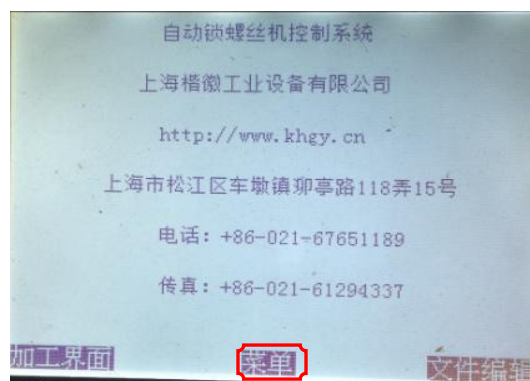 自动锁螺丝机控制系统
上海楷徽工业设备有限公司
http://www.khgy.cn
上海市松江区车墩镇泖亭路118弄15号
电话：+86-021-67651189
传真：+86-021-61294337
加工界面 菜单 文件编辑